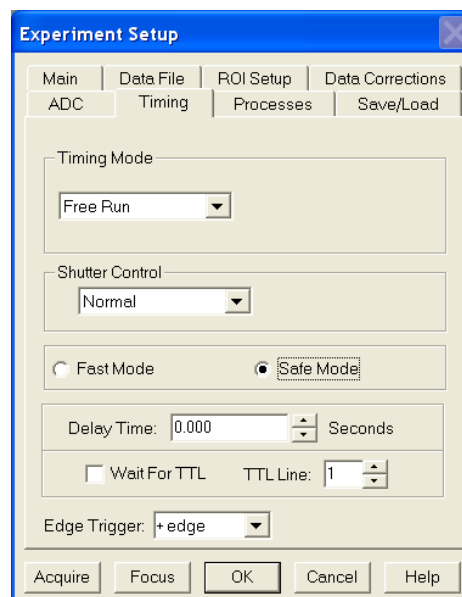 Experiment Setup
Main Data File ROI Setup Data Corrections
ADC Timing Processes Save/Load
Timing Mode
Free Run
Shutter Control
Normal
Fast Mode Safe Mode
Delay Time: 0.000 Seconds
Wait For TTL TTL Line: 1
Edge Trigger: + edge
Acquire Focus OK Cancel Help